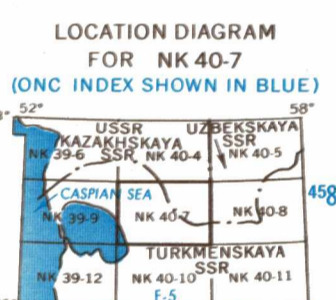 LOCATION DIAGRAM
FOR NK 40-7
(ONC INDEX SHOWN IN BLUE)
52° 58°
USSR UZBEKSKAYA
KAZAKHSKAYA SSR
NK 39-6 SSR NK 40-4 NK 40-5
CASPIAN SEA 458
NK 39-9 NK 40-7 NK 40-8
TURKMENSKAYA
SSR
NK 39-12 NK 40-10 NK 40-11
F-5